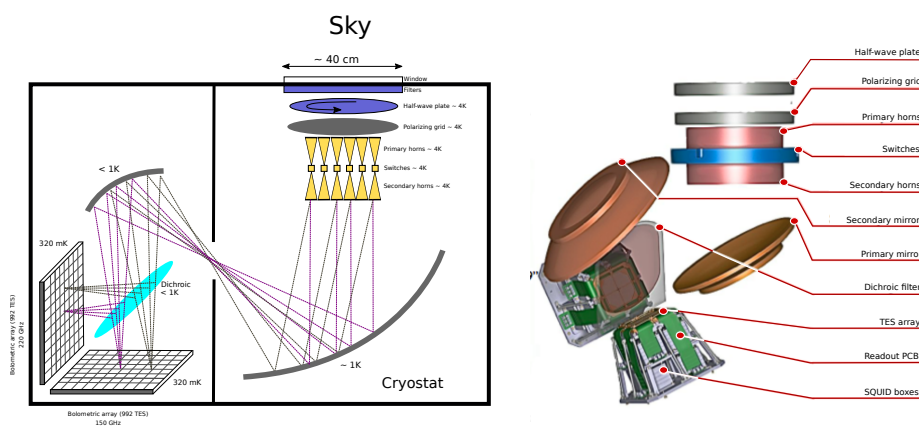 Sky
~ 40 cm
Window
Filters
Half-wave plate ~ 4K
Polarizing grid ~ 4K
Primary horns ~ 4K
Switches ~ 4K
Secondary horns ~ 4K
< 1K
320 mK
Dichroic
< 1K
Bolometric array (992 TES)
220 GHz
320 mK
~ 1K
Cryostat
Bolometric array (992 TES)
150 GHz
Half-wave plate
Polarizing grid
Primary horns
Switches
Secondary horns
Secondary mirror
Primary mirro
Dichroic filter
TES array
Readout PCB
SQUID boxes